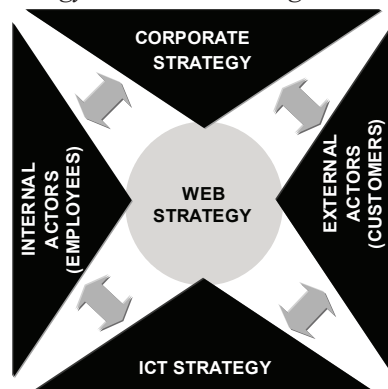 CORPORATE
STRATEGY
INTERNAL
ACTORS
(EMPLOYEES)
WEB
STRATEGY
EXTERNAL
ACTORS
(CUSTOMERS)
ICT STRATEGY